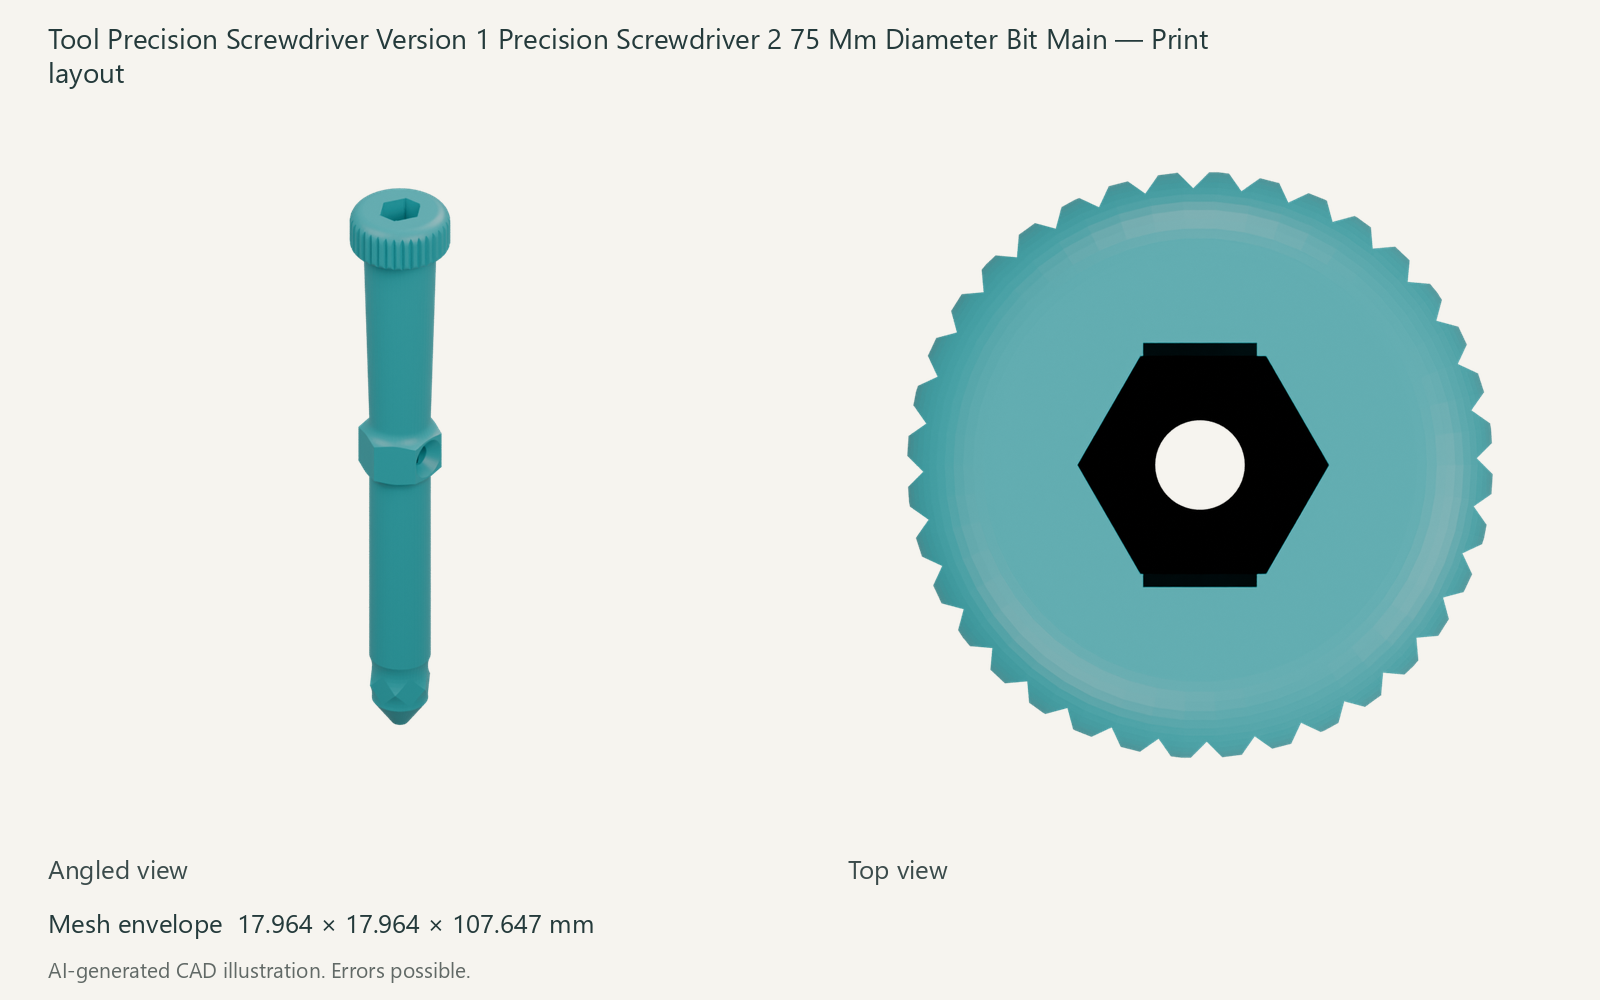 Tool Precision Screwdriver Version 1 Precision Screwdriver 2 75 Mm Diameter Bit Main — Print
layout
Angled view
Top view
Mesh envelope 17.964 × 17.964 × 107.647 mm
AI-generated CAD illustration. Errors possible.